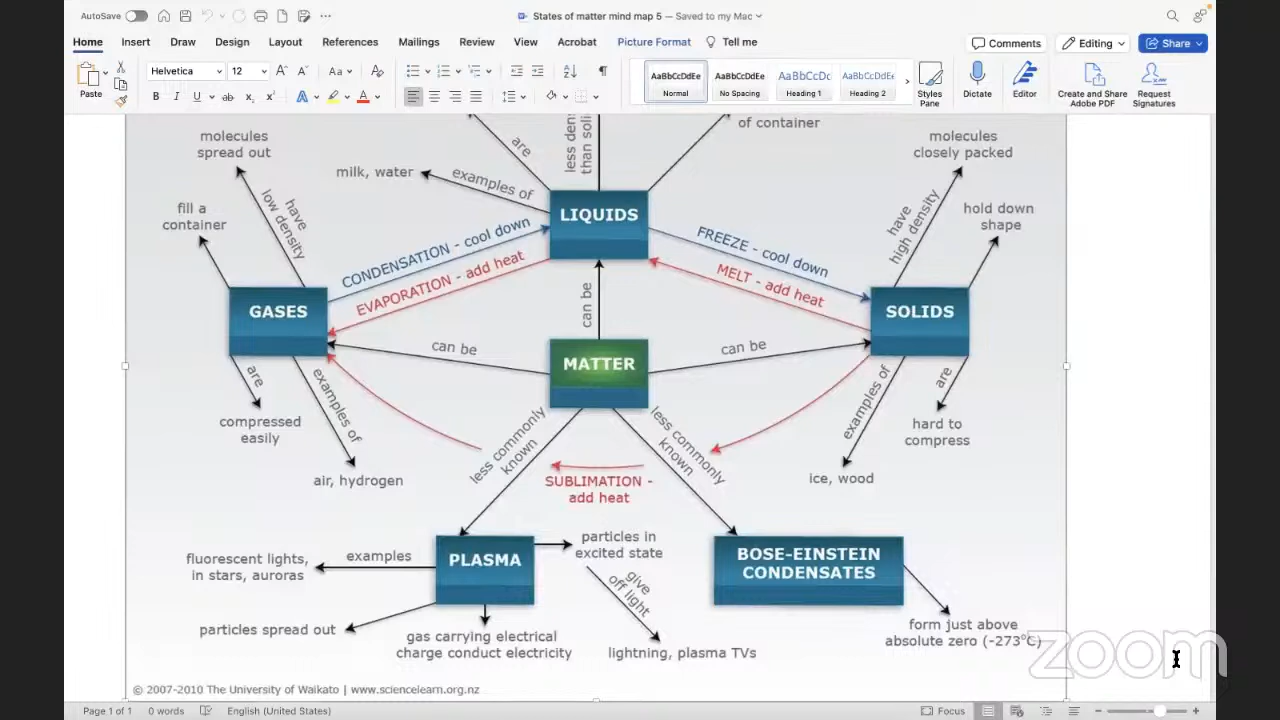 AutoSave
States of matter mind map 5 — Saved to my Mac
Home Insert Draw Design Layout References Mailings Review View Acrobat Picture Format Tell me
Comments Editing Share
Paste
Helvetica 12
AaBbCcDdEe
Normal
AaBbCcDdEe
No Spacing
AaBbCcDc
Heading 1
AaBbCcDdEe
Heading 2
Styles
Pane
Dictate
Editor
Create and Share
Adobe PDF
Request
Signatures
molecules
spread out
fill a
container
have
low density
milk, water
examples of
are
less den
than soli
of container
LIQUIDS
molecules
closely packed
have
high density
hold down
shape
CONDENSATION - cool down
EVAPORATION - add heat
FREEZE - cool down
MELT - add heat
GASES
can be
can be
can be
SOLIDS
MATTER
are
compressed
easily
examples of
air, hydrogen
less commonly
known
less commonly
known
examples of
ice, wood
are
hard to
compress
SUBLIMATION -
add heat
PLASMA
particles in
excited state
BOSE-EINSTEIN
CONDENSATES
examples
fluorescent lights,
in stars, auroras
give
off light
particles spread out
gas carrying electrical
charge conduct electricity
lightning, plasma TVs
form just above
absolute zero (-273°C)
zoom
© 2007-2010 The University of Waikato | www.sciencelearn.org.nz
Page 1 of 1 0 words English (United States) Focus